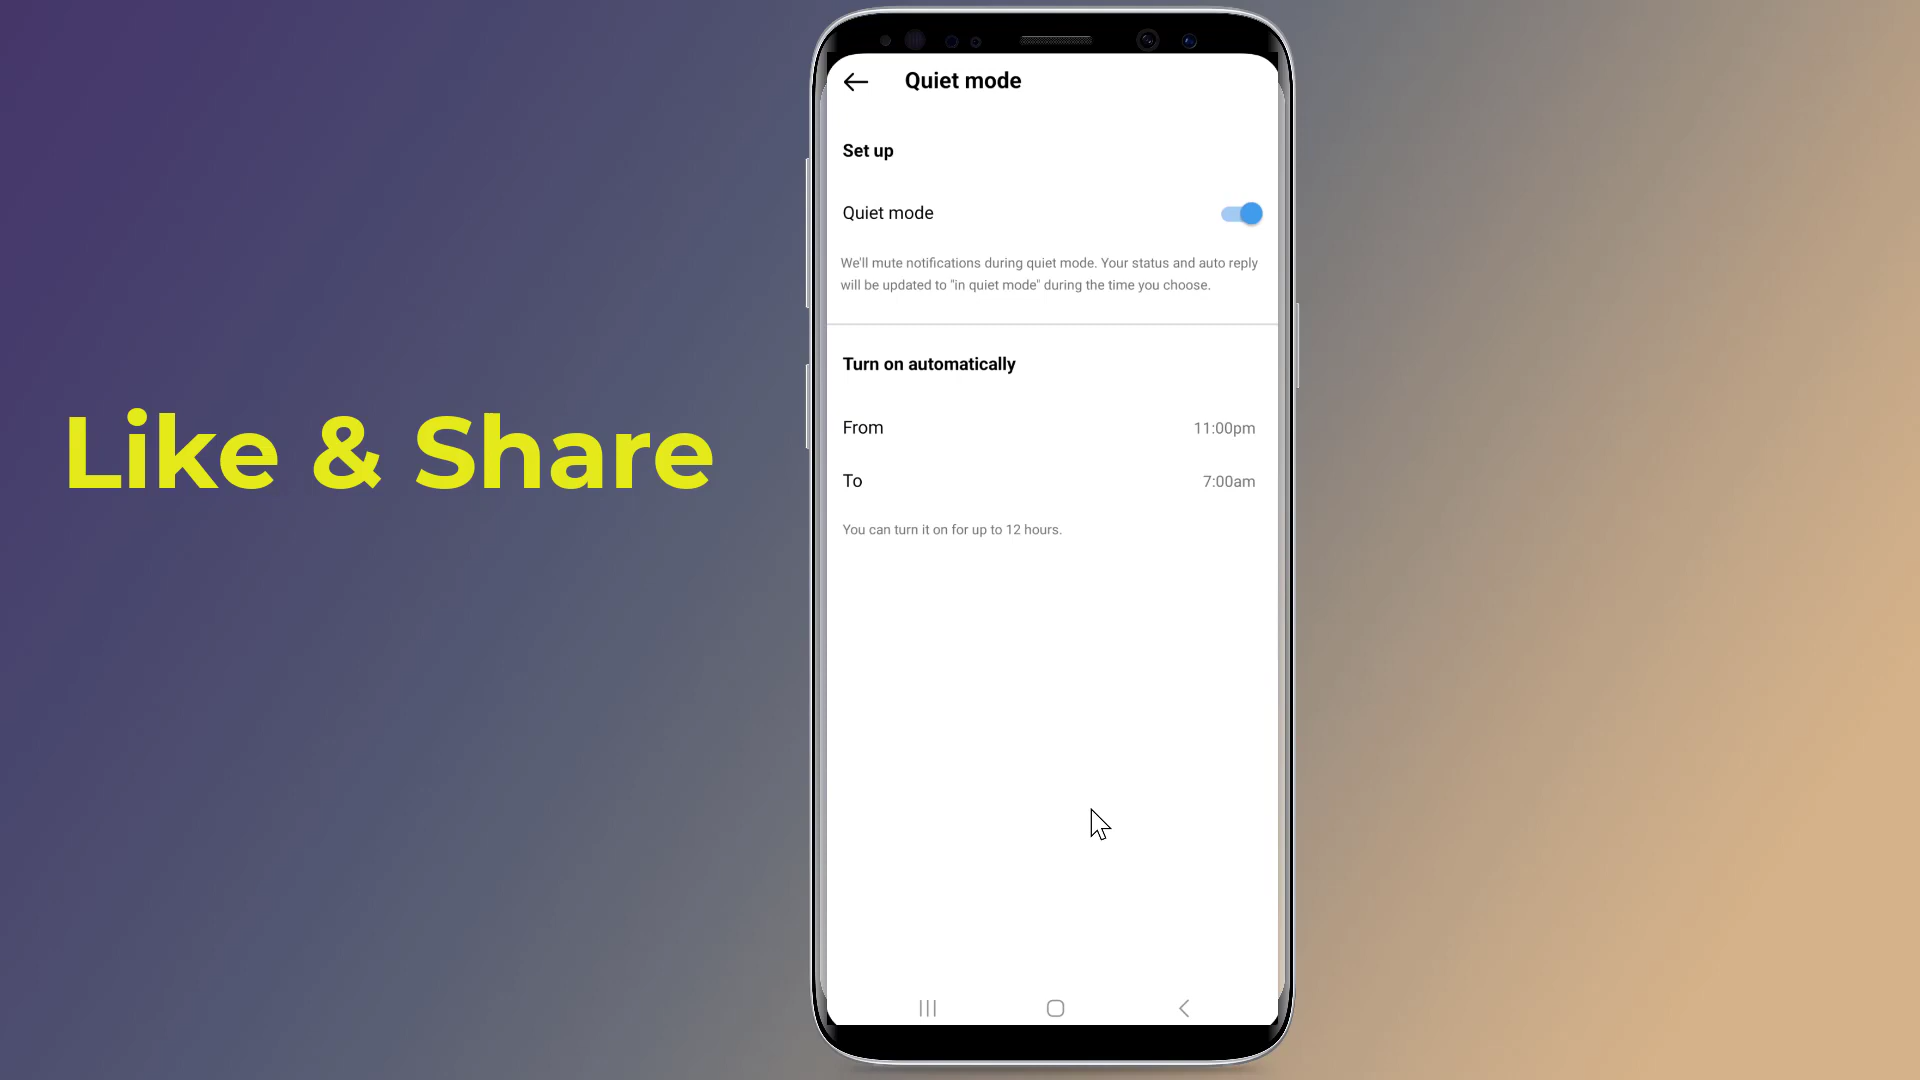 Quiet mode
Set up
Quiet mode
We'll mute notifications during quiet mode. Your status and auto reply
will be updated to "in quiet mode" during the time you choose.
Turn on automatically
From 11:00pm
To 7:00am
You can turn it on for up to 12 hours.
Like & Share